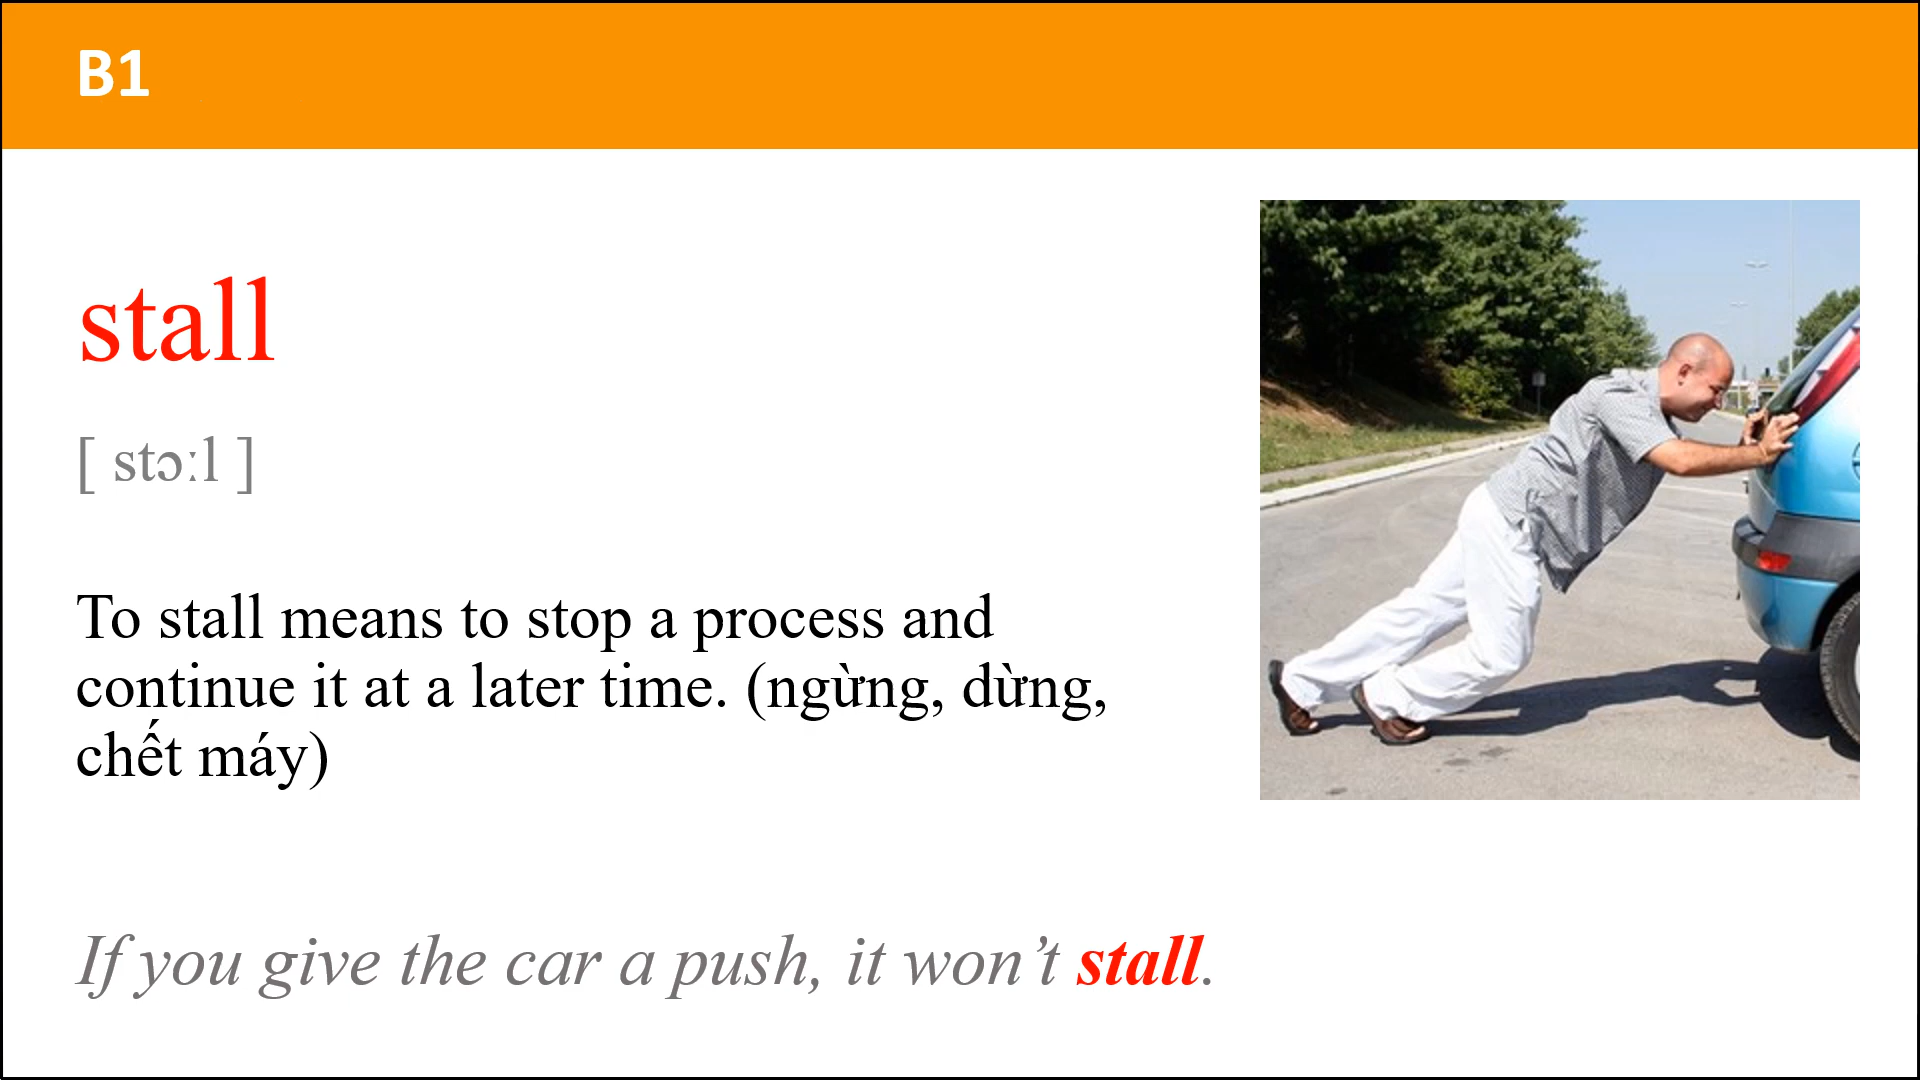 B1
stall
[ stɔːl ]
To stall means to stop a process and
continue it at a later time. (ngừng, dừng,
chết máy)
If you give the car a push, it won’t stall.